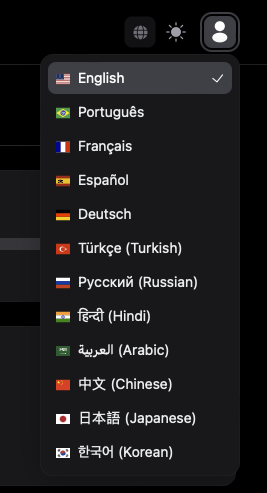 English
Português
Français
Español
Deutsch
Türkçe (Turkish)
Русский (Russian)
हिन्दी (Hindi)
العربية (Arabic)
中文 (Chinese)
日本語 (Japanese)
한국어 (Korean)